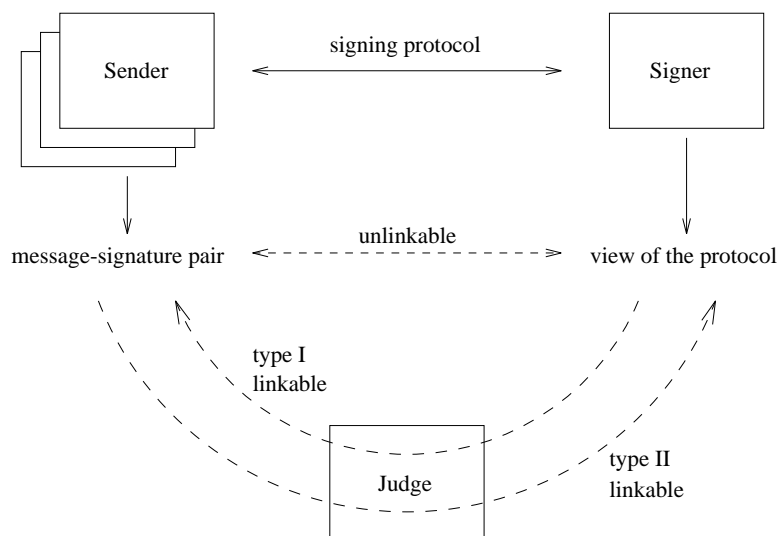 signing protocol
Sender
Signer
unlinkable
message-signature pair
view of the protocol
type I
linkable
type II
linkable
Judge